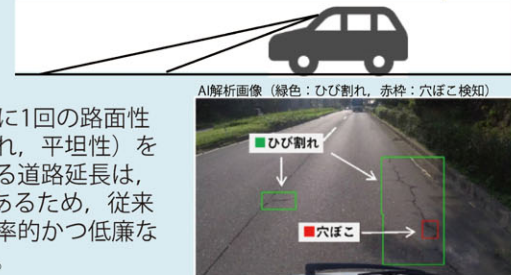 AI解析画像（緑色：ひび割れ，赤枠：穴ぼこ検知）
に1回の路面性
れ，平坦性）を
る道路延長は，
あるため，従来
率的かつ低廉な
。
■ひび割れ
■穴ぼこ